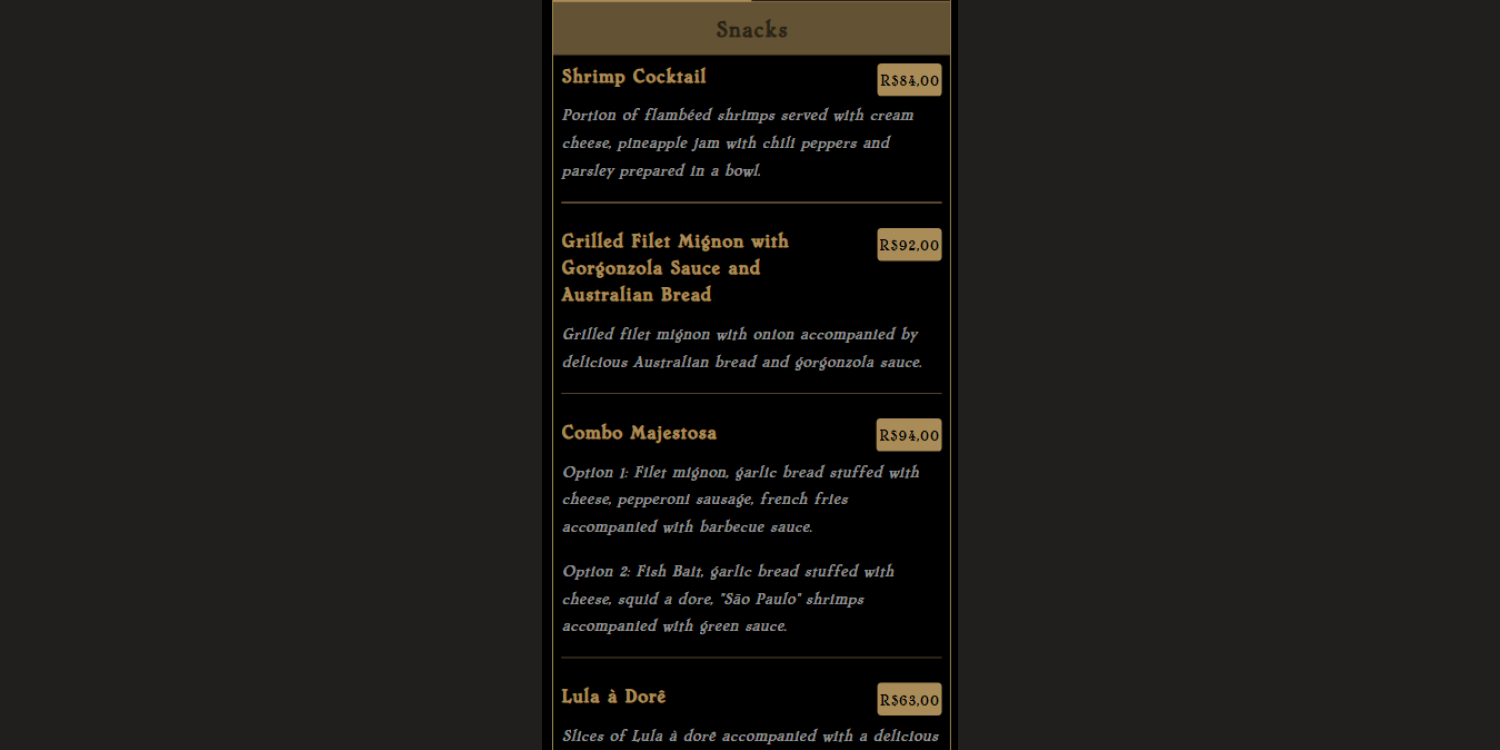 Snacks
Shrimp Cocktail
R$84,00
Portion of flambéed shrimps served with cream
cheese, pineapple jam with chili peppers and
parsley prepared in a bowl.
Grilled Filet Mignon with
Gorgonzola Sauce and
Australian Bread
R$92,00
Grilled filet mignon with onion accompanied by
delicious Australian bread and gorgonzola sauce.
Combo Majestosa
R$94,00
Option 1: Filet mignon, garlic bread stuffed with
cheese, pepperoni sausage, french fries
accompanied with barbecue sauce.
Option 2: Fish Bait, garlic bread stuffed with
cheese, squid a dore, "São Paulo" shrimps
accompanied with green sauce.
Lula à Dorê
R$63,00
Slices of Lula à dorê accompanied with a delicious